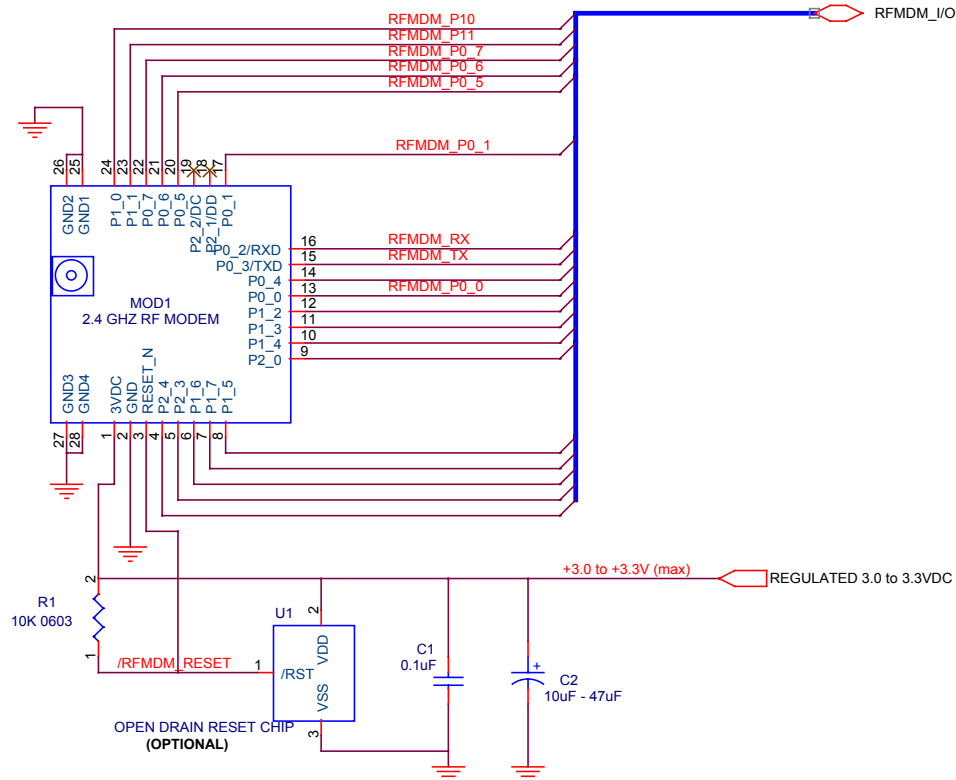 RFMDM_P10
RFMDM_P11
RFMDM_P0_7
RFMDM_P0_6
RFMDM_P0_5
RFMDM_I/O
RFMDM_P0_1
26
25
24
23
22
21
20
19
18
17
GND2
GND1
P1_0
P1_1
P0_7
P0_6
P0_5
P2_2/DC
P2_1/DD
P0_1
P0_2/RXD
16
RFMDM_RX
P0_3/TXD
15
RFMDM_TX
P0_4
14
P0_0
13
RFMDM_P0_0
P1_2
12
P1_3
11
P1_4
10
P2_0
9
MOD1
2.4 GHZ RF MODEM
GND3
GND4
3VDC
GND
RESET_N
P2_4
P2_3
P1_6
P1_7
P1_5
27
28
1
2
3
4
5
6
7
8
+3.0 to +3.3V (max)
REGULATED 3.0 to 3.3VDC
2
R1
10K 0603
1
/RFMDM_RESET
U1
2
VDD
1
/RST
VSS
3
OPEN DRAIN RESET CHIP
(OPTIONAL)
C1
0.1uF
+
C2
10uF - 47uF